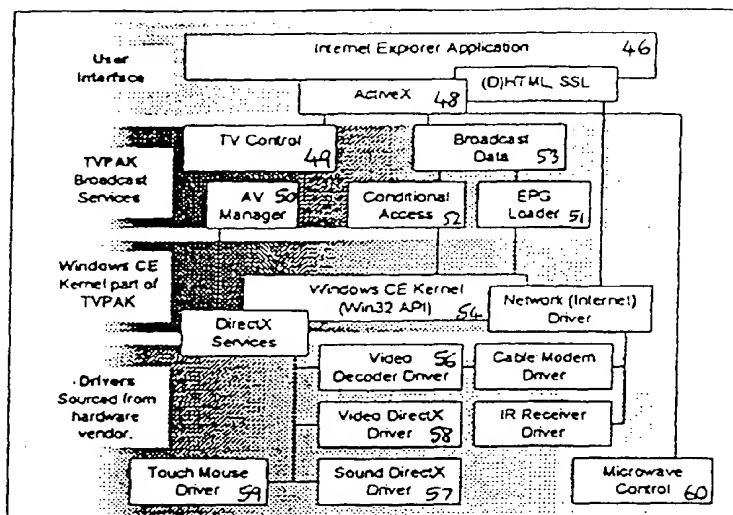 Internet Explorer Application 46
User
Interface
(D)HTML, SSL
ActiveX 48
TV Control 49
Broadcast
Data 53
TVPAK
Broadcast
Services
AV 50
Manager
Conditional
Access 52
EPG
Loader 51
Windows CE
Kernel part of
TVPAK
Windows CE Kernel
(Win32 API) 54
Network (Internet)
Driver
DirectX
Services
Video 56
Decoder Driver
Cable Modem
Driver
Drivers
Sourced from
hardware
vendor.
Video DirectX
Driver 58
IR Receiver
Driver
Touch Mouse
Driver 59
Sound DirectX
Driver 57
Microwave
Control 60